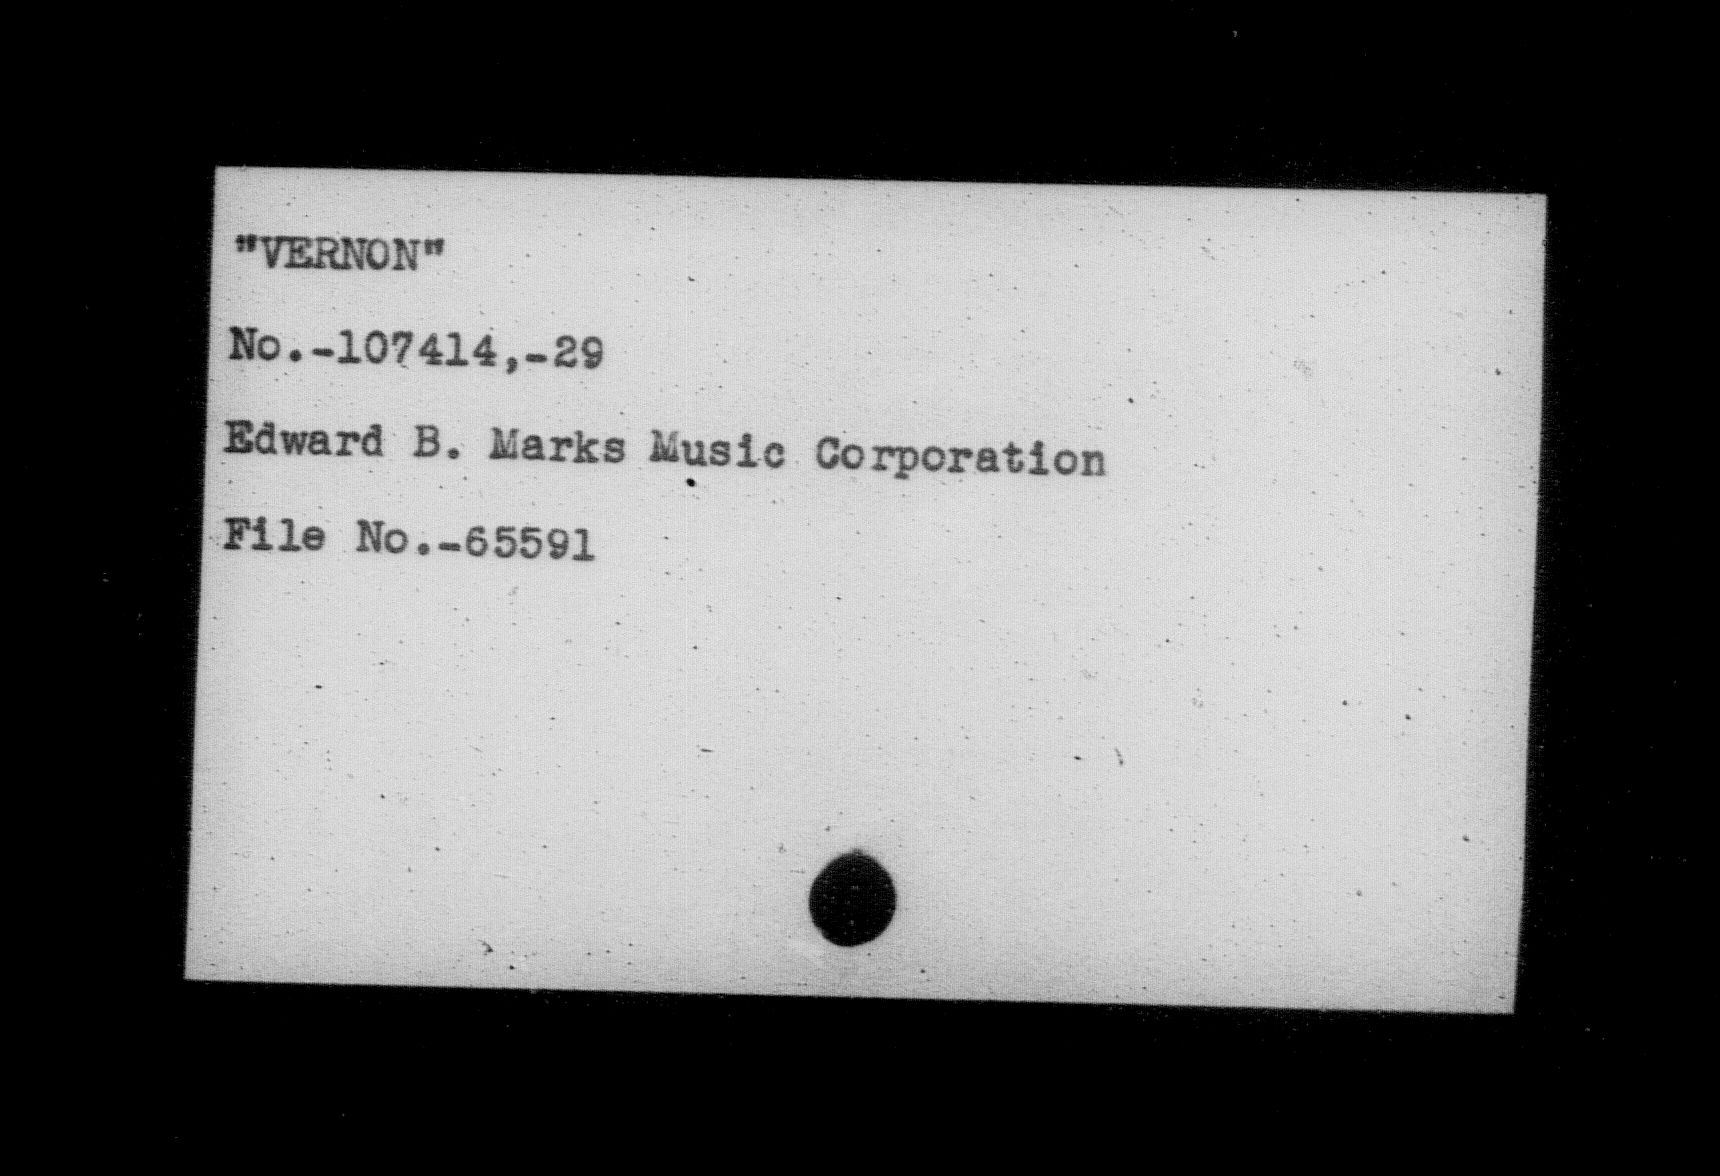 "VERNON"
No.-107414,-29
Edward B. Marks Music Corporation
File No.-65591